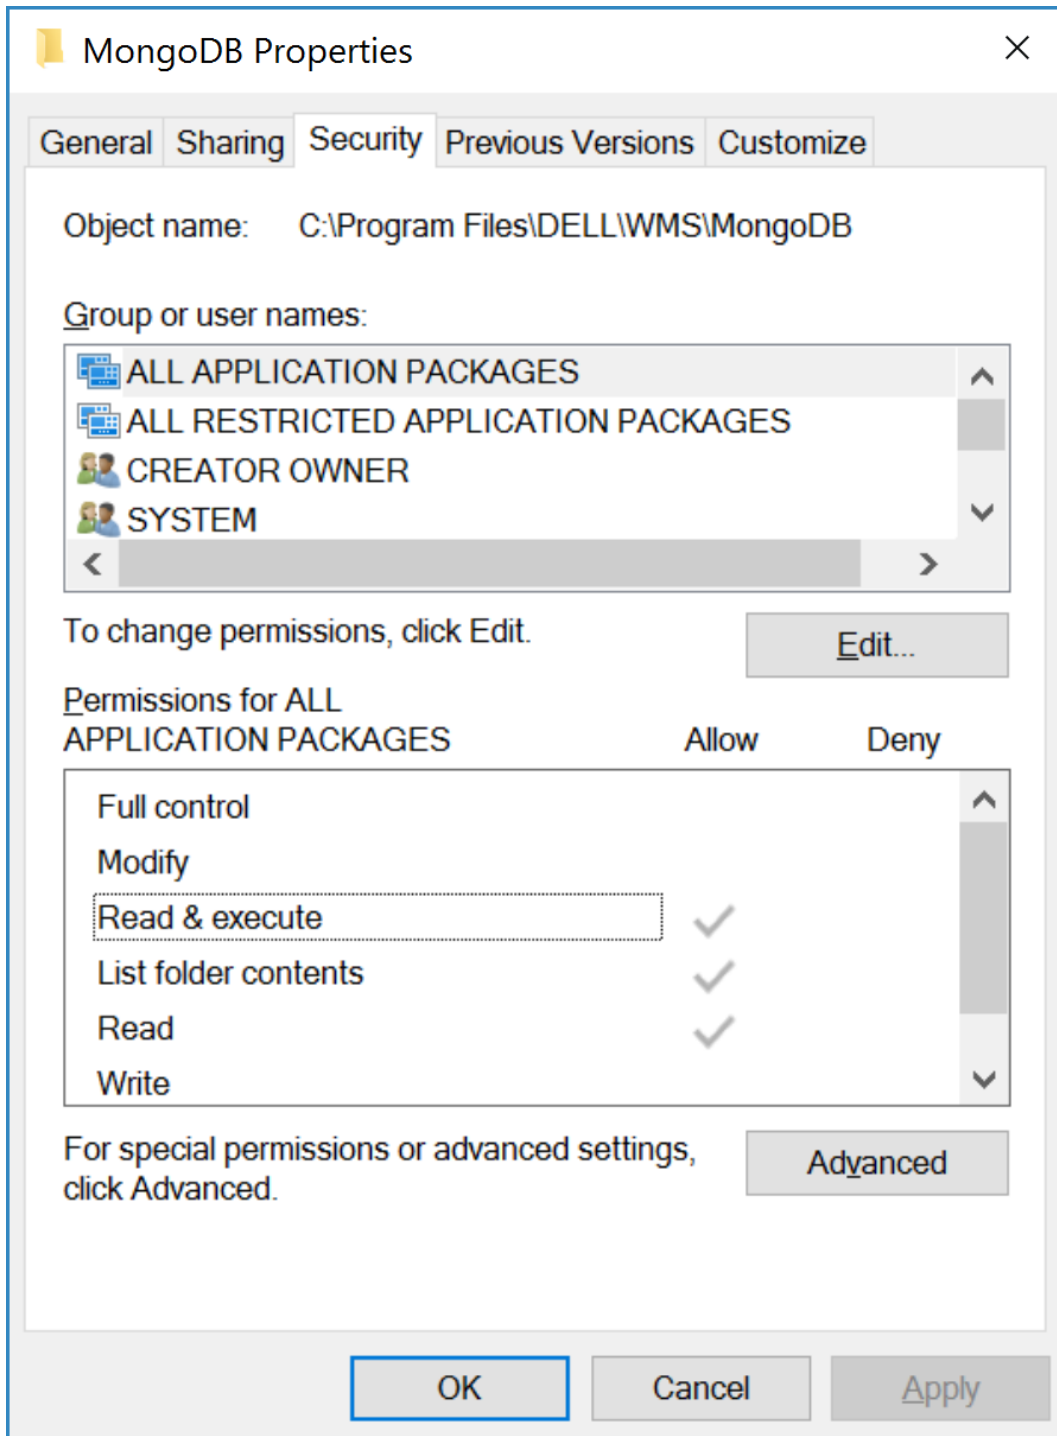 MongoDB Properties
General Sharing Security Previous Versions Customize
Object name: C:\Program Files\DELL\WMS\MongoDB
Group or user names:
ALL APPLICATION PACKAGES
ALL RESTRICTED APPLICATION PACKAGES
CREATOR OWNER
SYSTEM
To change permissions, click Edit.
Edit...
Permissions for ALL
APPLICATION PACKAGES Allow Deny
Full control
Modify
Read & execute
List folder contents
Read
Write
For special permissions or advanced settings,
click Advanced.
Advanced
OK Cancel Apply